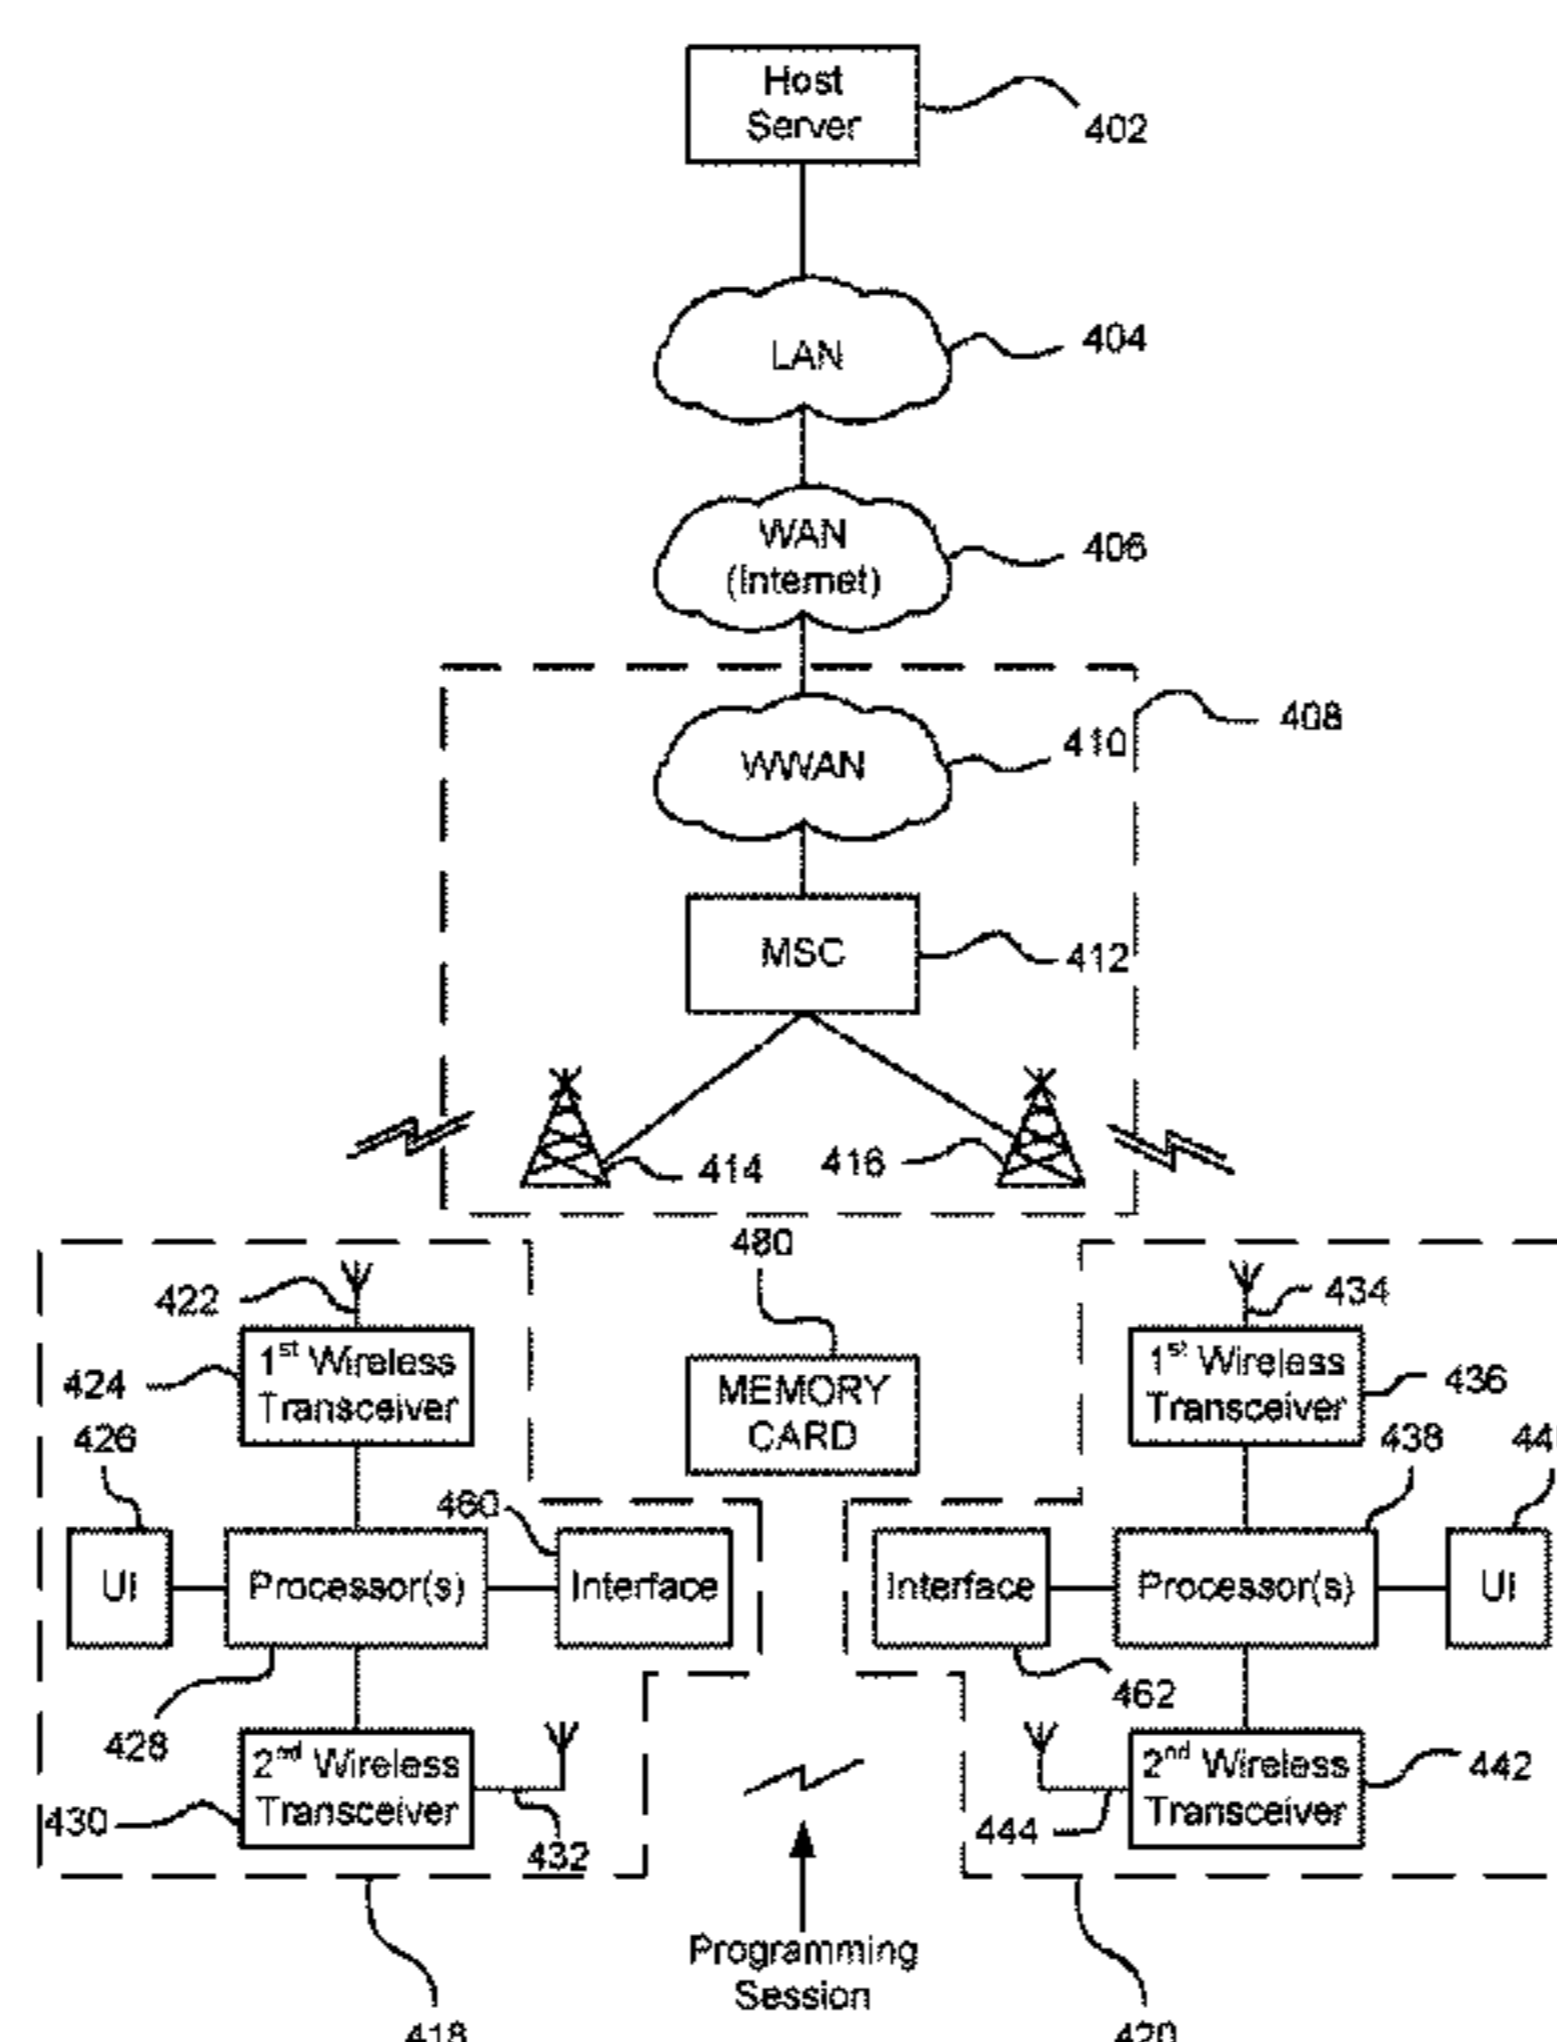 Host
Server
402
LAN
404
WAN
(Internet)
406
408
WWAN
410
MSC
412
414
416
480
422
434
1st Wireless
Transceiver
424
MEMORY
CARD
1st Wireless
Transceiver
436
426
438
460
UI
Processor(s)
Interface
Interface
Processor(s)
UI
462
428
2nd Wireless
Transceiver
2nd Wireless
Transceiver
442
430
432
444
Programming
Session
418
420